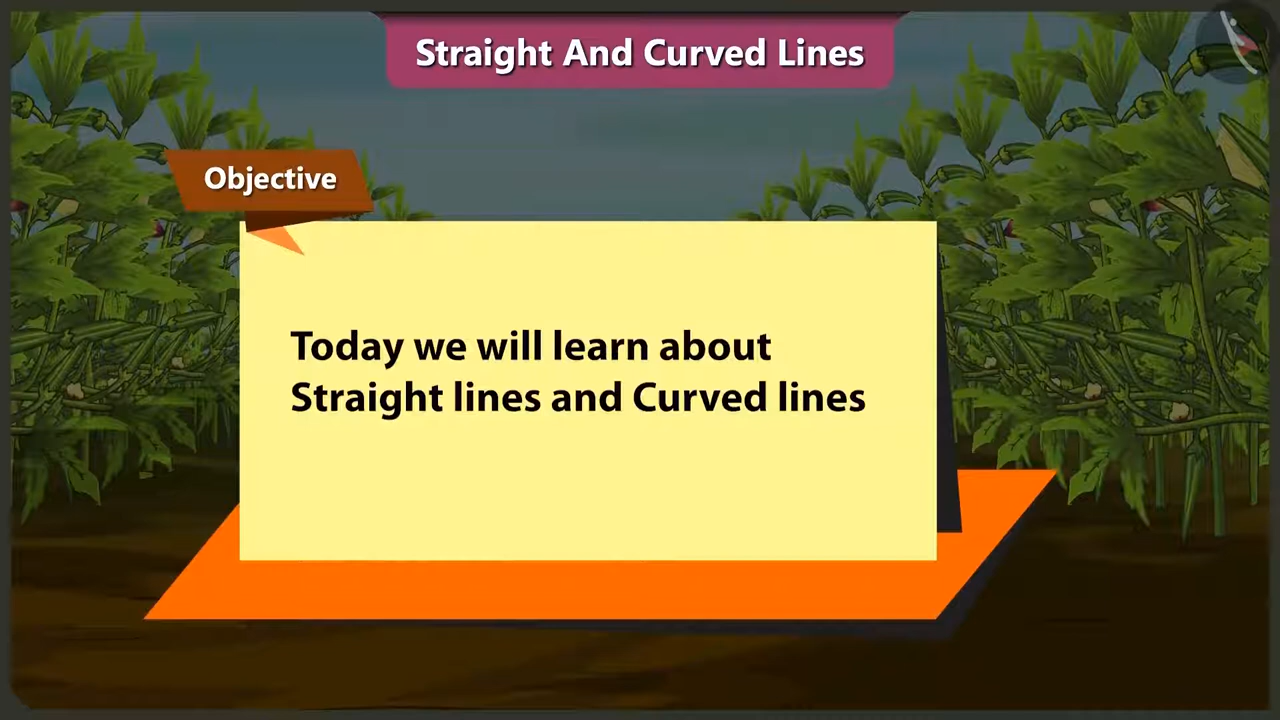 Straight And Curved Lines
Objective
Today we will learn about
Straight lines and Curved lines